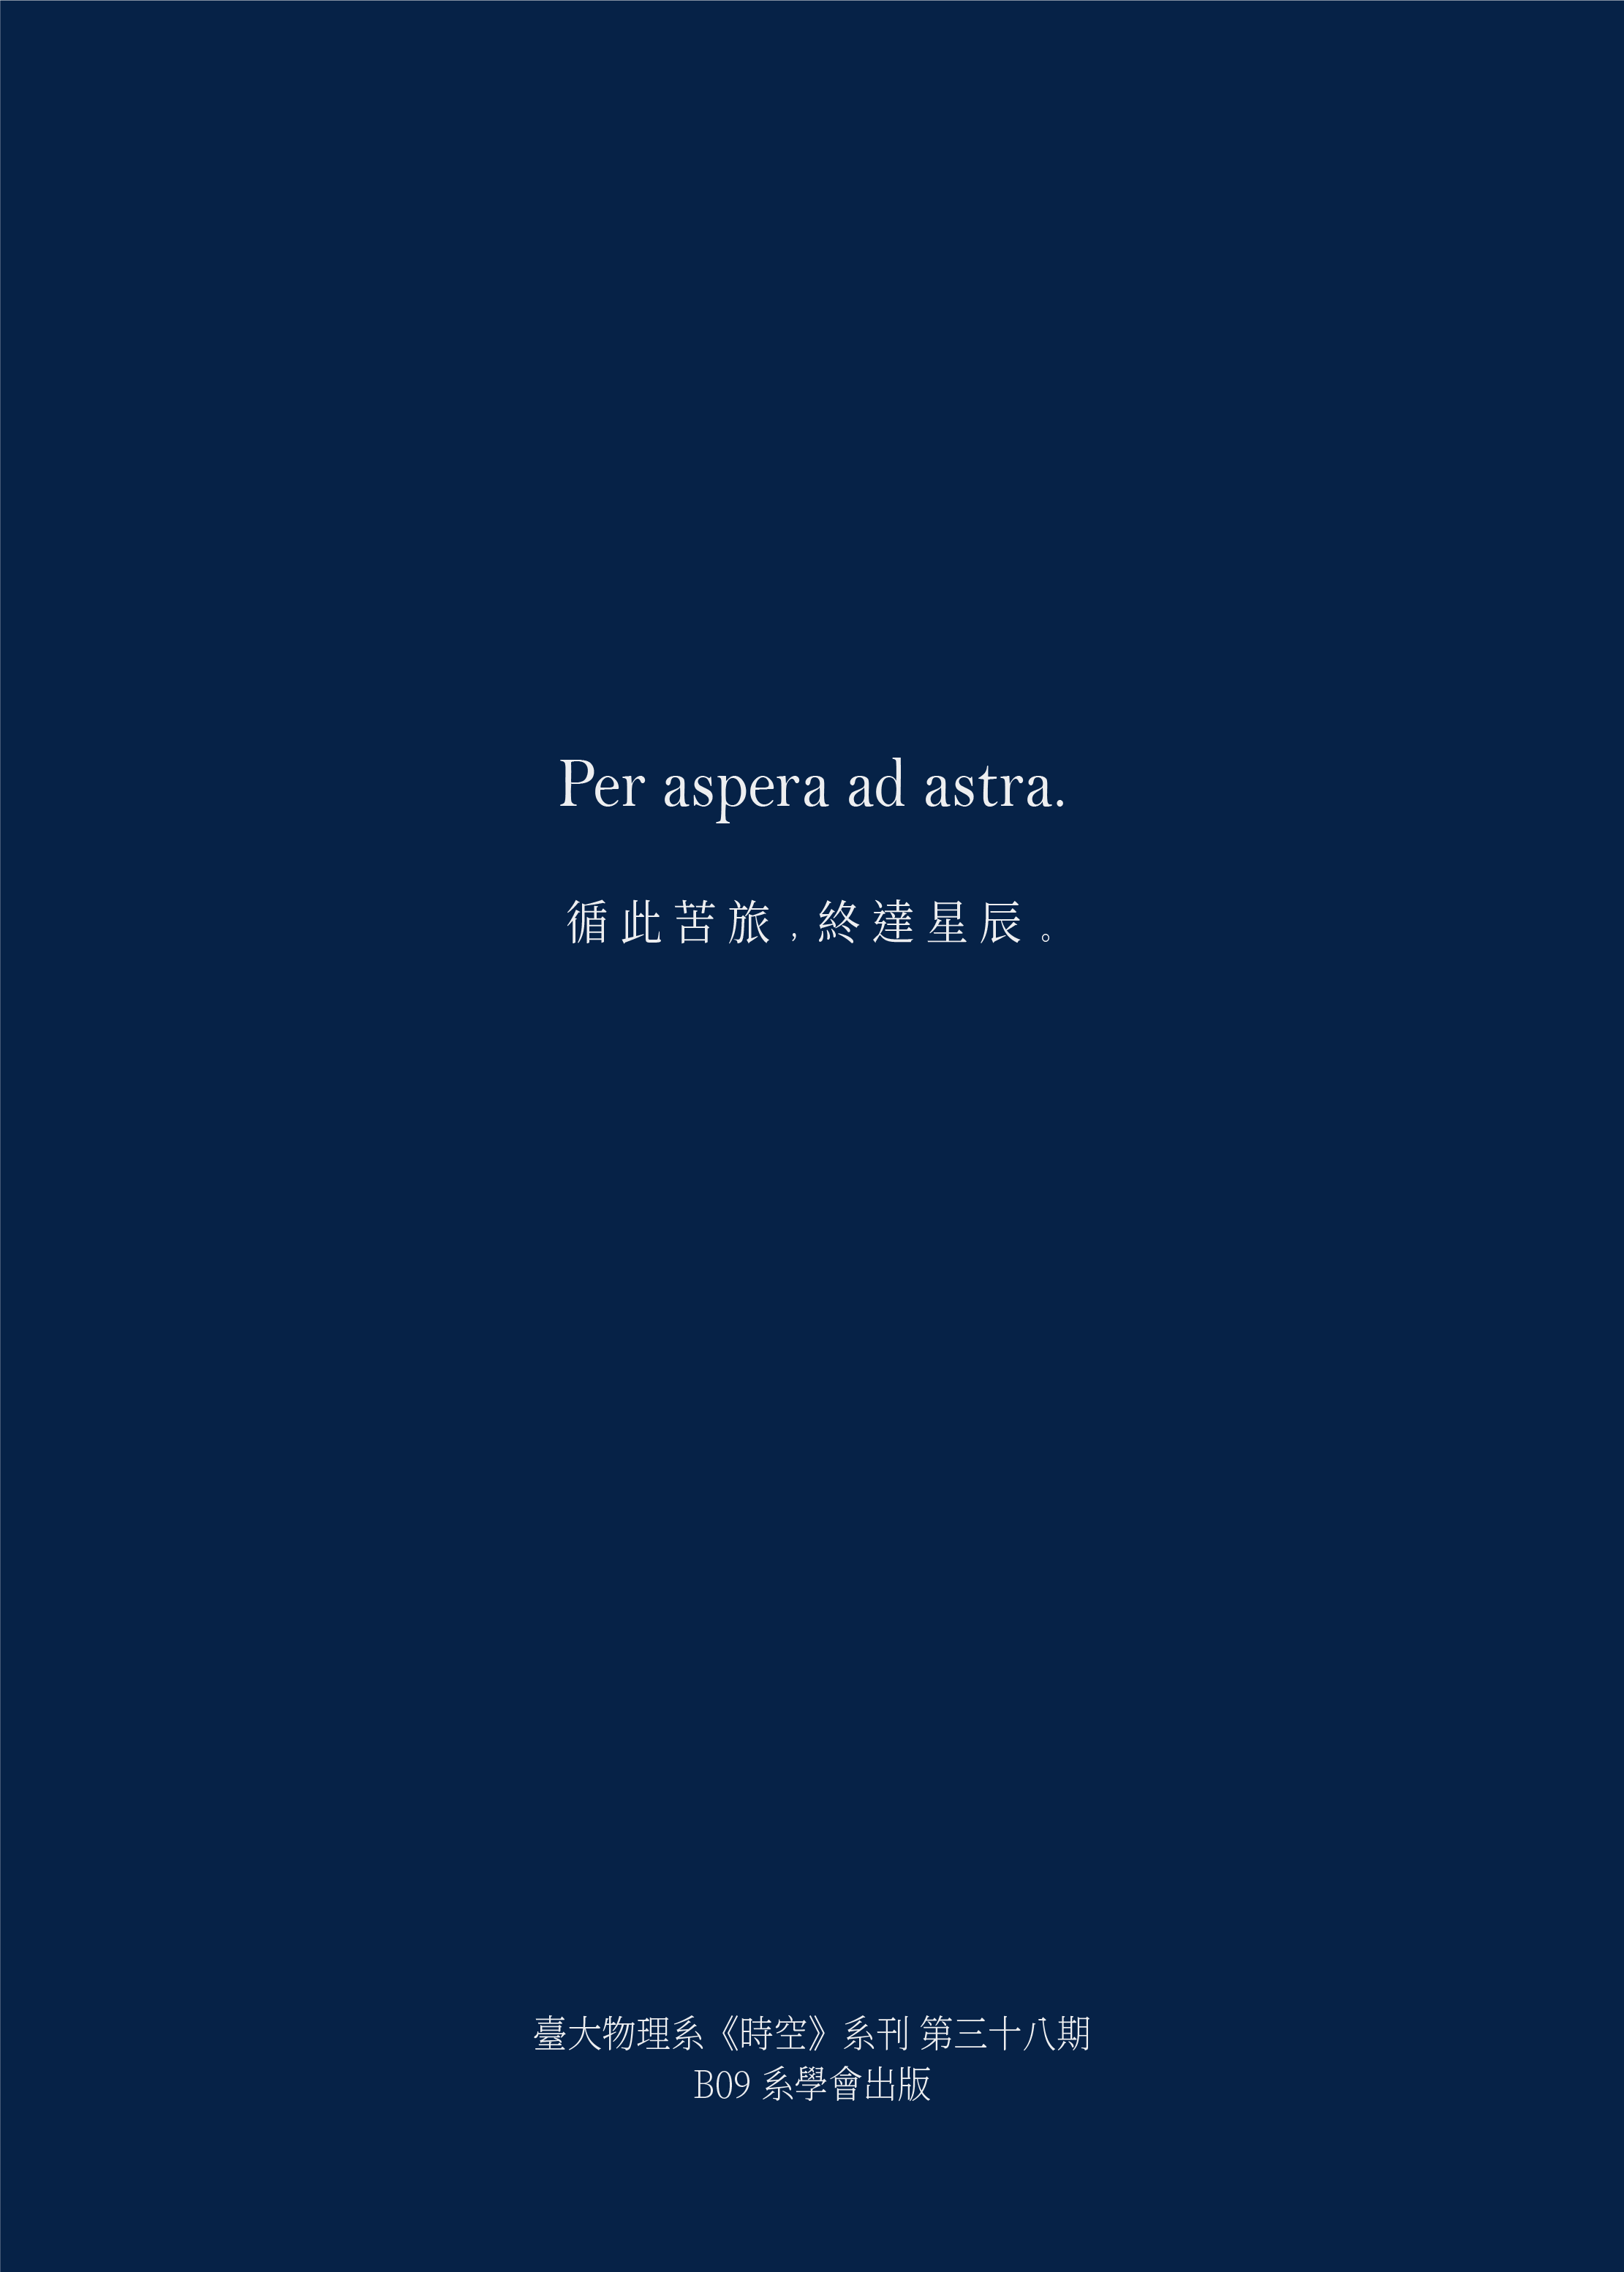 Per aspera ad astra.
循此苦旅，終達星辰。
臺大物理系《時空》系刊 第三十八期
B09 系學會出版